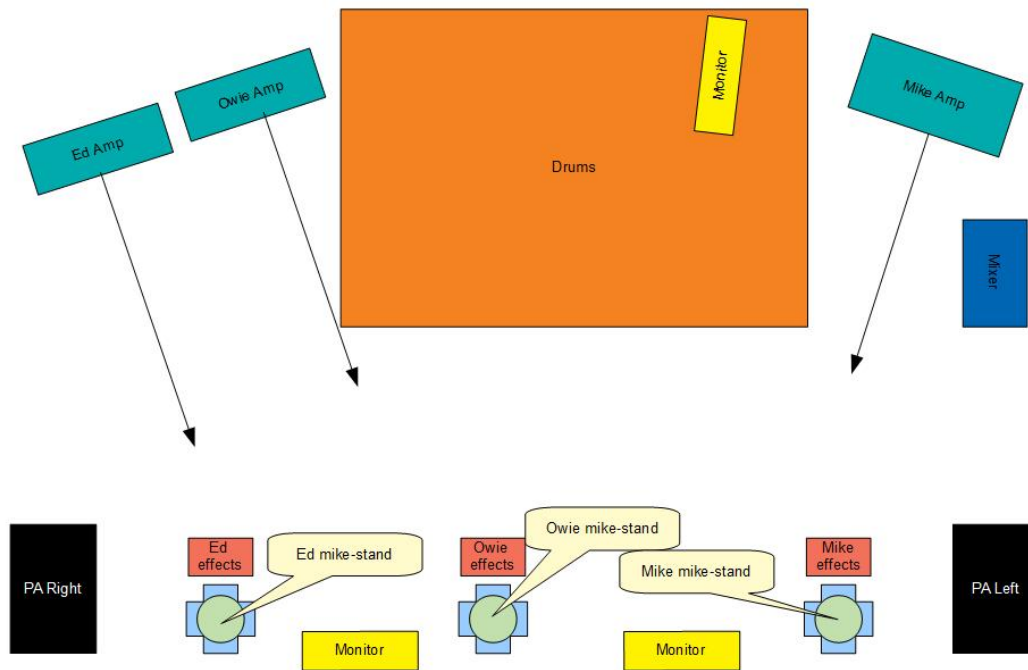 Monitor
Owie Amp
Mike Amp
Ed Amp
Drums
Mixer
Owie mike-stand
Ed mike-stand
Ed
effects
Owie
effects
Mike
effects
Mike mike-stand
PA Right
PA Left
Monitor
Monitor